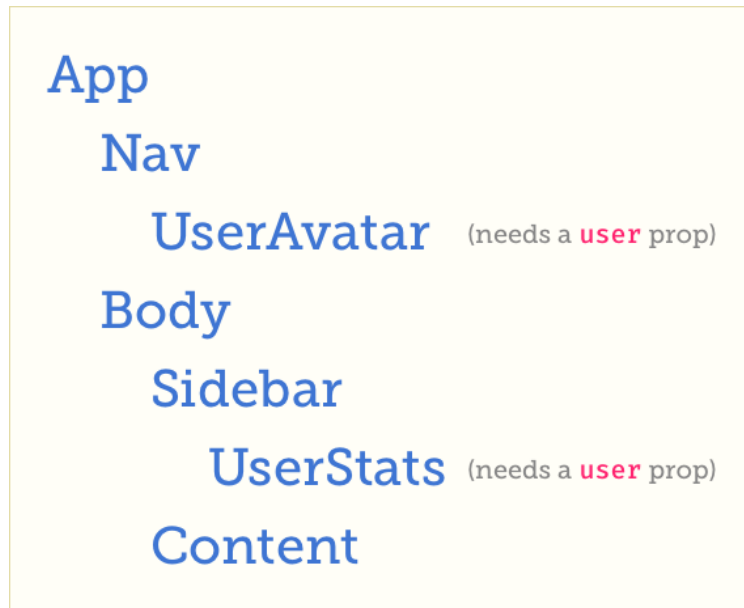 App
Nav
UserAvatar (needs a user prop)
Body
Sidebar
UserStats (needs a user prop)
Content